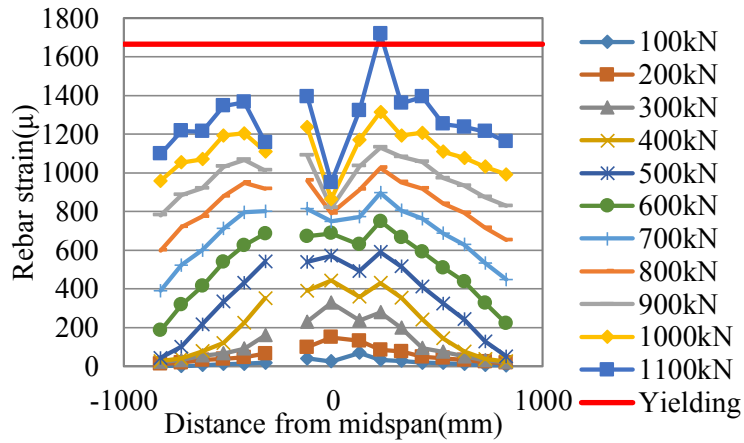 Rebar strain(μ)
1800
1600
1400
1200
1000
800
600
400
200
0
-1000
0
1000
Distance from midspan(mm)
100kN
200kN
300kN
400kN
500kN
600kN
700kN
800kN
900kN
1000kN
1100kN
Yielding